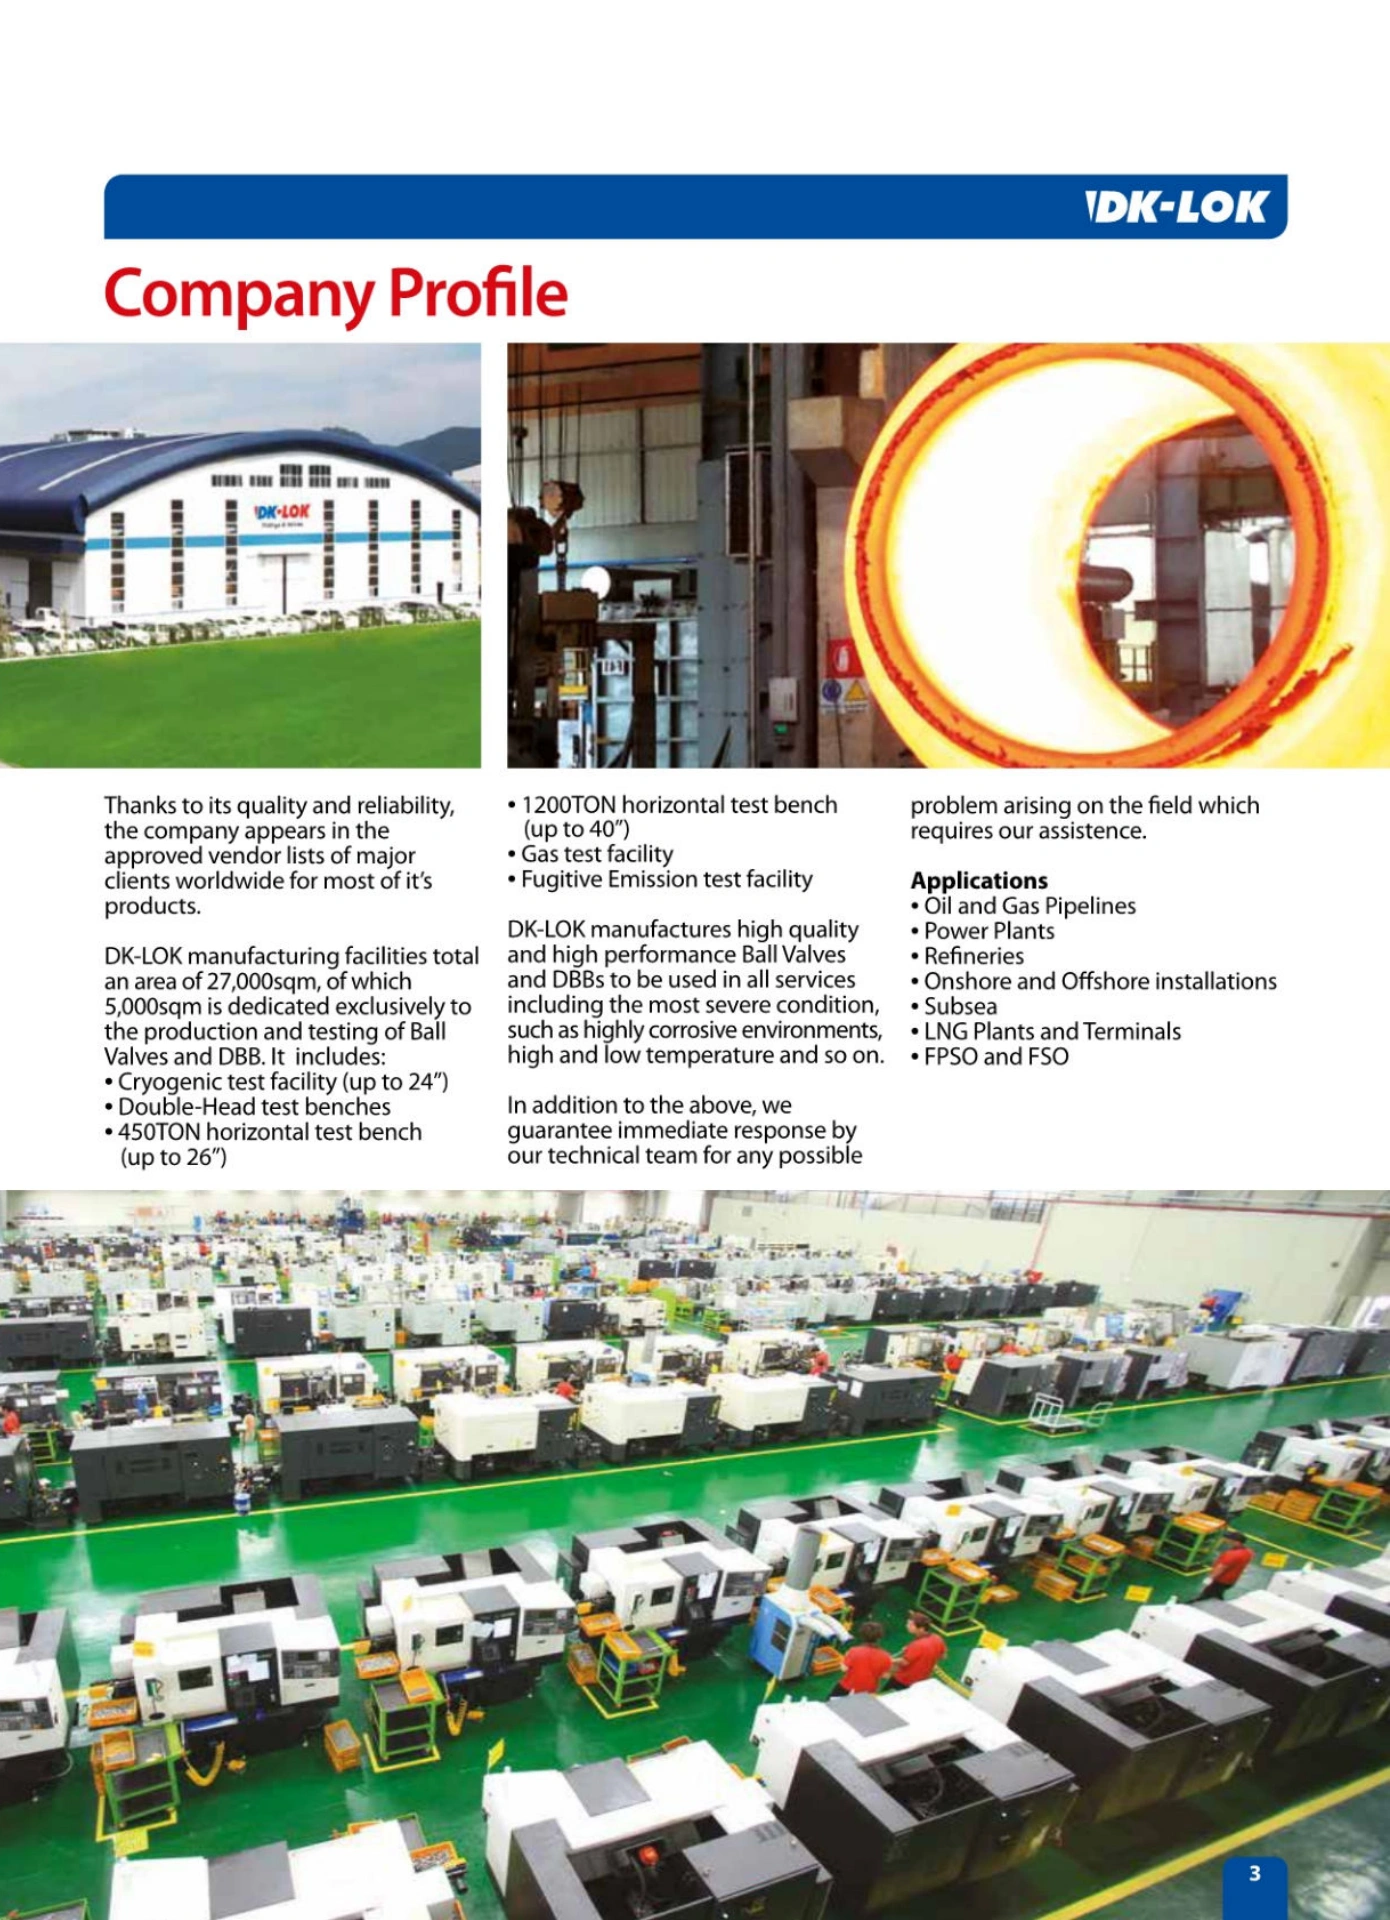 DK-LOK
Company Profile
DK-LOK
Thanks to its quality and reliability,
the company appears in the
approved vendor lists of major
clients worldwide for most of it's
products.
DK-LOK manufacturing facilities total
an area of 27,000sqm, of which
5,000sqm is dedicated exclusively to
the production and testing of Ball
Valves and DBB. It includes:
• Cryogenic test facility (up to 24”)
• Double-Head test benches
• 450TON horizontal test bench
(up to 26”)
• 1200TON horizontal test bench
(up to 40”)
• Gas test facility
• Fugitive Emission test facility
DK-LOK manufactures high quality
and high performance Ball Valves
and DBBs to be used in all services
including the most severe condition,
such as highly corrosive environments,
high and low temperature and so on.
In addition to the above, we
guarantee immediate response by
our technical team for any possible
problem arising on the field which
requires our assistence.
Applications
• Oil and Gas Pipelines
• Power Plants
• Refineries
• Onshore and Offshore installations
• Subsea
• LNG Plants and Terminals
• FPSO and FSO
3